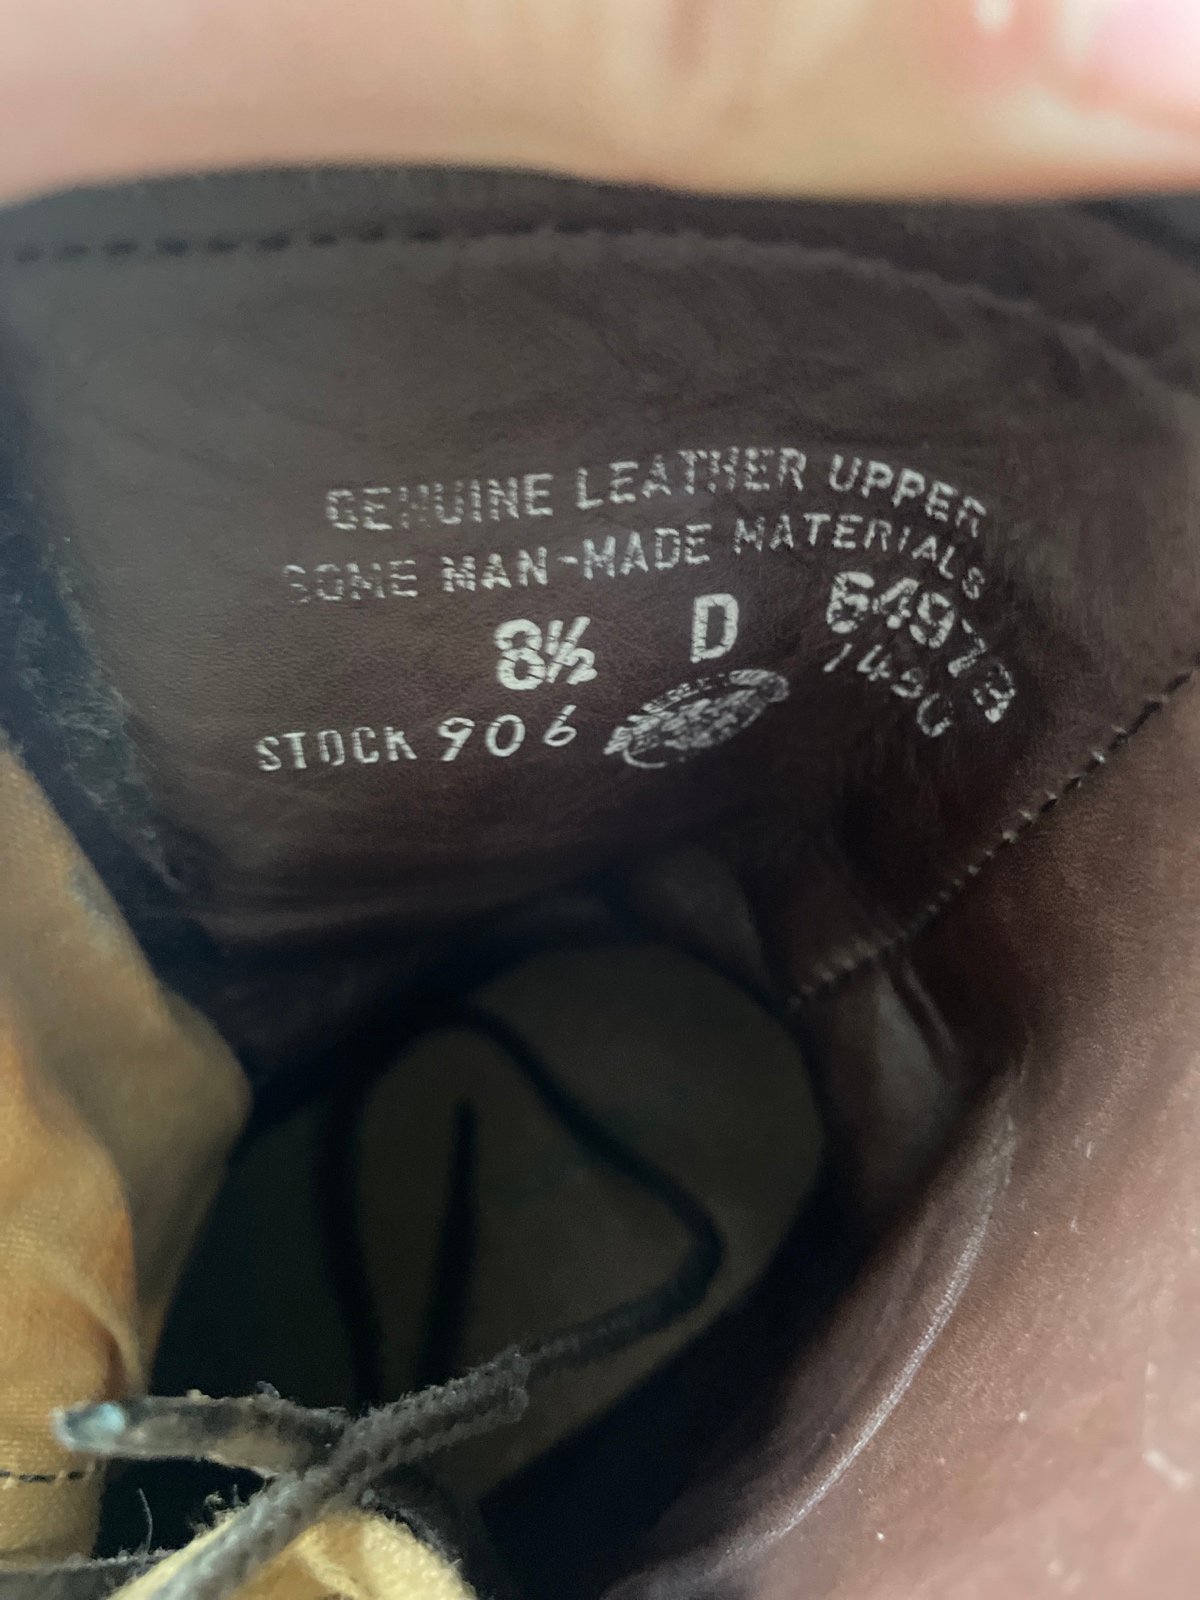 GENUINE LEATHER UPPER
SOME MAN-MADE MATERIALS
8½ D 64973
STOCK 906